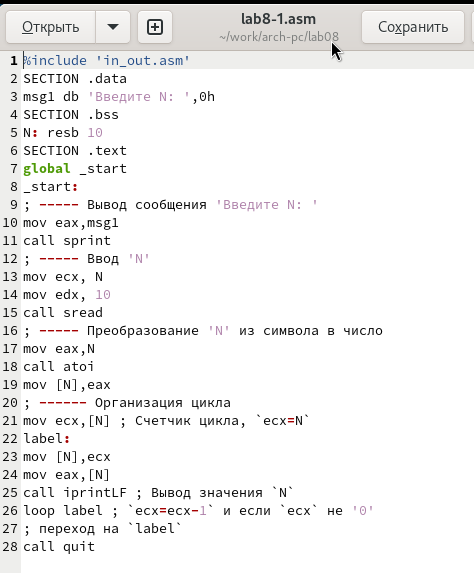 Открыть
lab8-1.asm
~/work/arch-pc/lab08
Сохранить
1 %include 'in_out.asm'
2 SECTION .data
3 msg1 db 'Введите N: ',0h
4 SECTION .bss
5 N: resb 10
6 SECTION .text
7 global _start
8 _start:
9 ; ----- Вывод сообщения 'Введите N: '
10 mov eax,msg1
11 call sprint
12 ; ----- Ввод 'N'
13 mov ecx, N
14 mov edx, 10
15 call sread
16 ; ----- Преобразование 'N' из символа в число
17 mov eax,N
18 call atoi
19 mov [N],eax
20 ; ------ Организация цикла
21 mov ecx,[N] ; Счетчик цикла, `ecx=N`
22 label:
23 mov [N],ecx
24 mov eax,[N]
25 call iprintLF ; Вывод значения `N`
26 loop label ; `ecx=ecx-1` и если `ecx` не '0'
27 ; переход на `label`
28 call quit